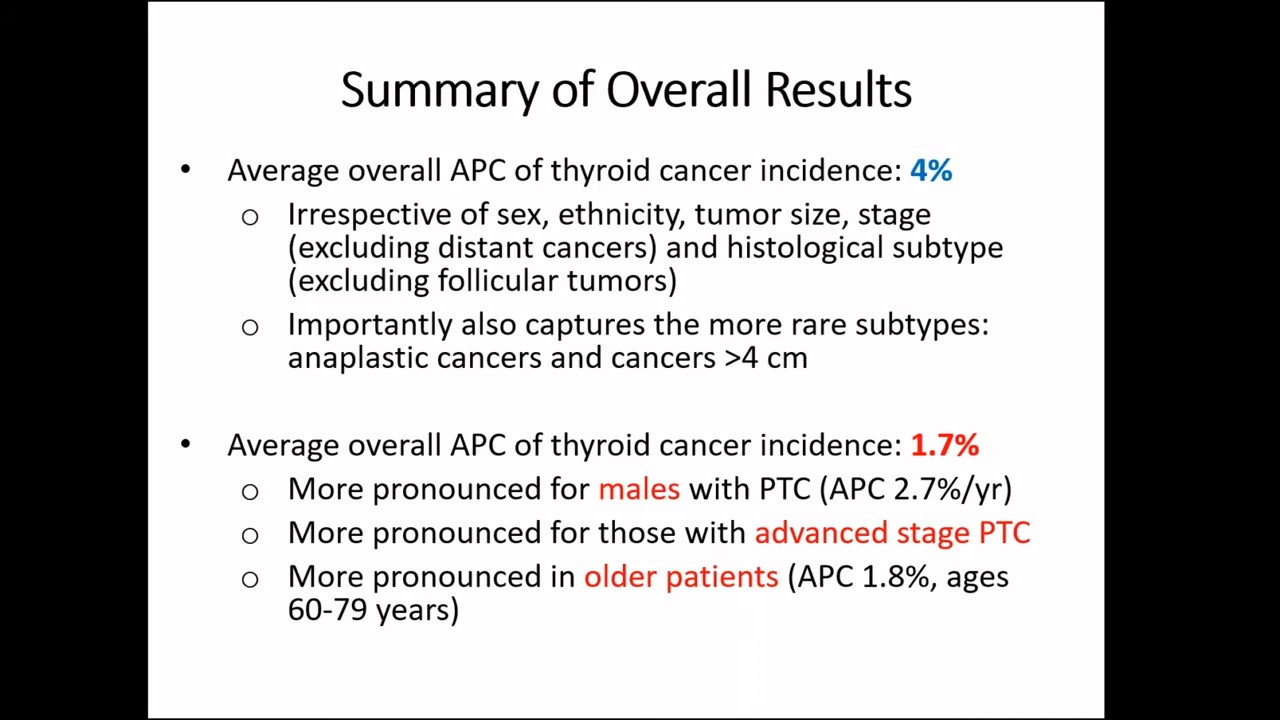 Summary of Overall Results
• Average overall APC of thyroid cancer incidence: 4%
o Irrespective of sex, ethnicity, tumor size, stage
(excluding distant cancers) and histological subtype
(excluding follicular tumors)
o Importantly also captures the more rare subtypes:
anaplastic cancers and cancers >4 cm
• Average overall APC of thyroid cancer incidence: 1.7%
o More pronounced for males with PTC (APC 2.7%/yr)
o More pronounced for those with advanced stage PTC
o More pronounced in older patients (APC 1.8%, ages
60-79 years)